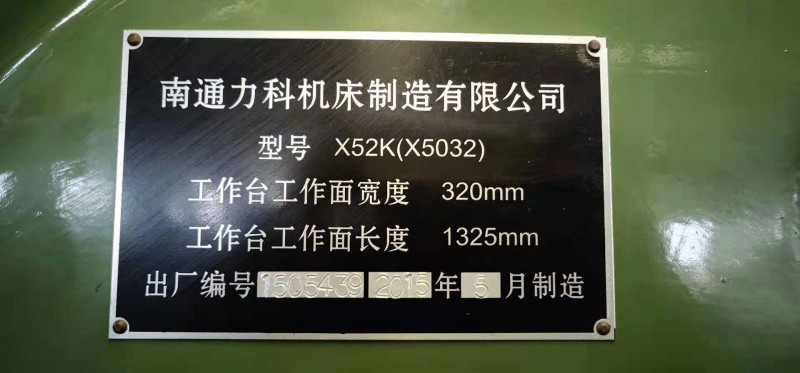 南通力科机床制造有限公司
型号 X52K(X5032)
工作台工作面宽度 320mm
工作台工作面长度 1325mm
出厂编号 1505439 2015 年 5 月制造